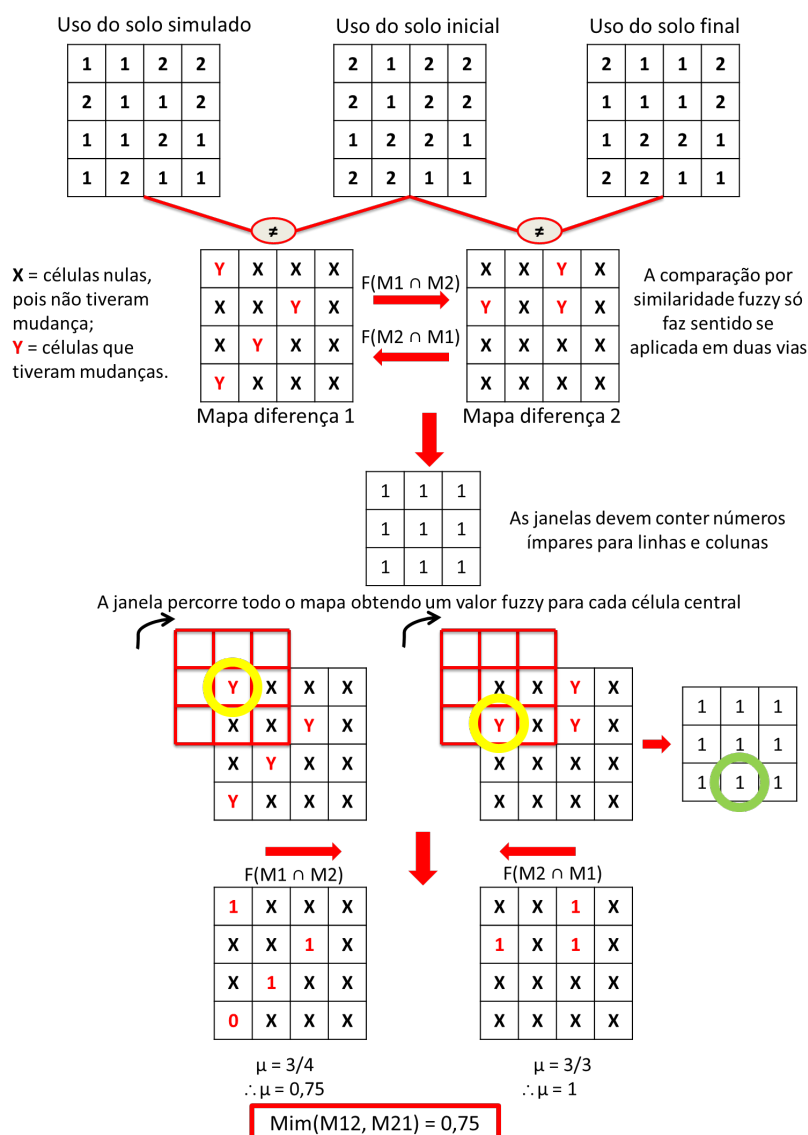 Uso do solo simulado
Uso do solo inicial
Uso do solo final
1 1 2 2
2 1 1 2
1 1 2 1
1 2 1 1
2 1 2 2
2 1 2 2
1 2 2 1
2 2 1 1
2 1 1 2
1 1 1 2
1 2 2 1
2 2 1 1
≠
≠
X = células nulas,
pois não tiveram
mudança;
Y = células que
tiveram mudanças.
Y X X X
X X Y X
X Y X X
Y X X X
Mapa diferença 1
F(M1 ∩ M2)
F(M2 ∩ M1)
X X Y X
Y X Y X
X X X X
X X X X
Mapa diferença 2
A comparação por
similaridade fuzzy só
faz sentido se
aplicada em duas vias
1 1 1
1 1 1
1 1 1
As janelas devem conter números
ímpares para linhas e colunas
A janela percorre todo o mapa obtendo um valor fuzzy para cada célula central
Y X X X
X X Y X
X Y X X
Y X X X
X X Y X
Y X Y X
X X X X
X X X X
1 1 1
1 1 1
1 1 1
F(M1 ∩ M2)
F(M2 ∩ M1)
1 X X X
X X 1 X
X 1 X X
0 X X X
X X 1 X
1 X 1 X
X X X X
X X X X
μ = 3/4
∴μ = 0,75
μ = 3/3
∴μ = 1
Mim(M12, M21) = 0,75